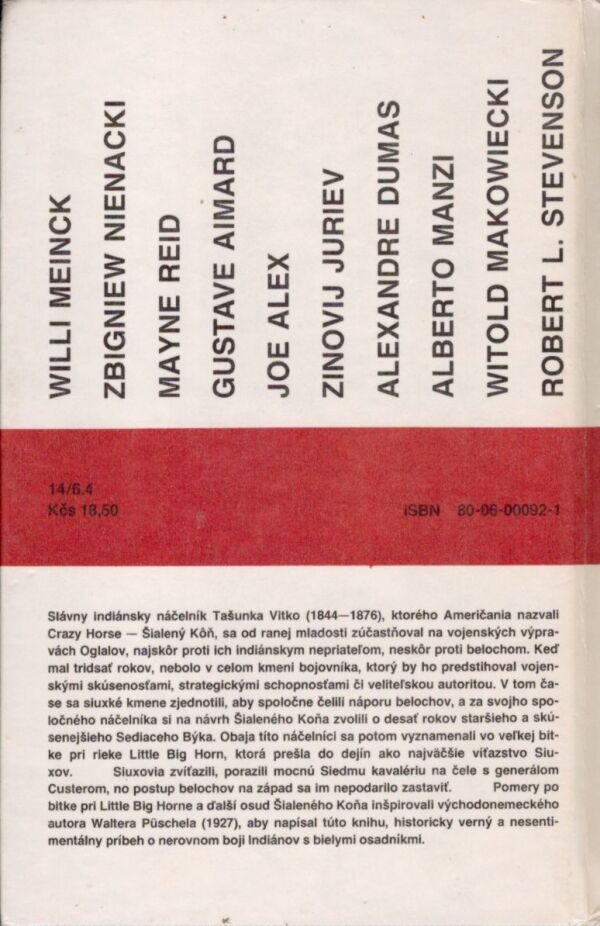 WILLI MEINCK
ZBIGNIEW NIENACKI
MAYNE REID
GUSTAVE AIMARD
JOE ALEX
ZINOVIJ JURIEV
ALEXANDRE DUMAS
ALBERTO MANZI
WITOLD MAKOWIECKI
ROBERT L. STEVENSON
14/6.4
Kčs 18,50
ISBN 80-06-00092-1
Slávny indiánsky náčelník Tašunka Vitko (1844—1876), ktorého Američania nazvali
Crazy Horse — Šialený Kôň, sa od ranej mladosti zúčastňoval na vojenských výpra-
vách Oglalov, najskôr proti ich indiánskym nepriateľom, neskôr proti belochom. Keď
mal tridsať rokov, nebolo v celom kmeni bojovníka, ktorý by ho predstihoval vojen-
skými skúsenosťami, strategickými schopnosťami či veliteľskou autoritou. V tom ča-
se sa siuxké kmene zjednotili, aby spoločne čelili náporu belochov, a za svojho spo-
ločného náčelníka si na návrh Šialeného Koňa zvolili o desať rokov staršieho a skú-
senejšieho Sediaceho Býka. Obaja títo náčelníci sa potom vyznamenali vo veľkej bit-
ke pri rieke Little Big Horn, ktorá prešla do dejín ako najväčšie víťazstvo Siu-
xov. Siuxovia zvíťazili, porazili mocnú Siedmu kavalériu na čele s generálom
Custerom, no postup belochov na západ sa im nepodarilo zastaviť. Pomery po
bitke pri Little Big Horne a ďalší osud Šialeného Koňa inšpirovali východonemeckého
autora Waltera Püschela (1927), aby napísal túto knihu, historicky verný a nesenti-
mentálny príbeh o nerovnom boji Indiánov s bielymi osadníkmi.